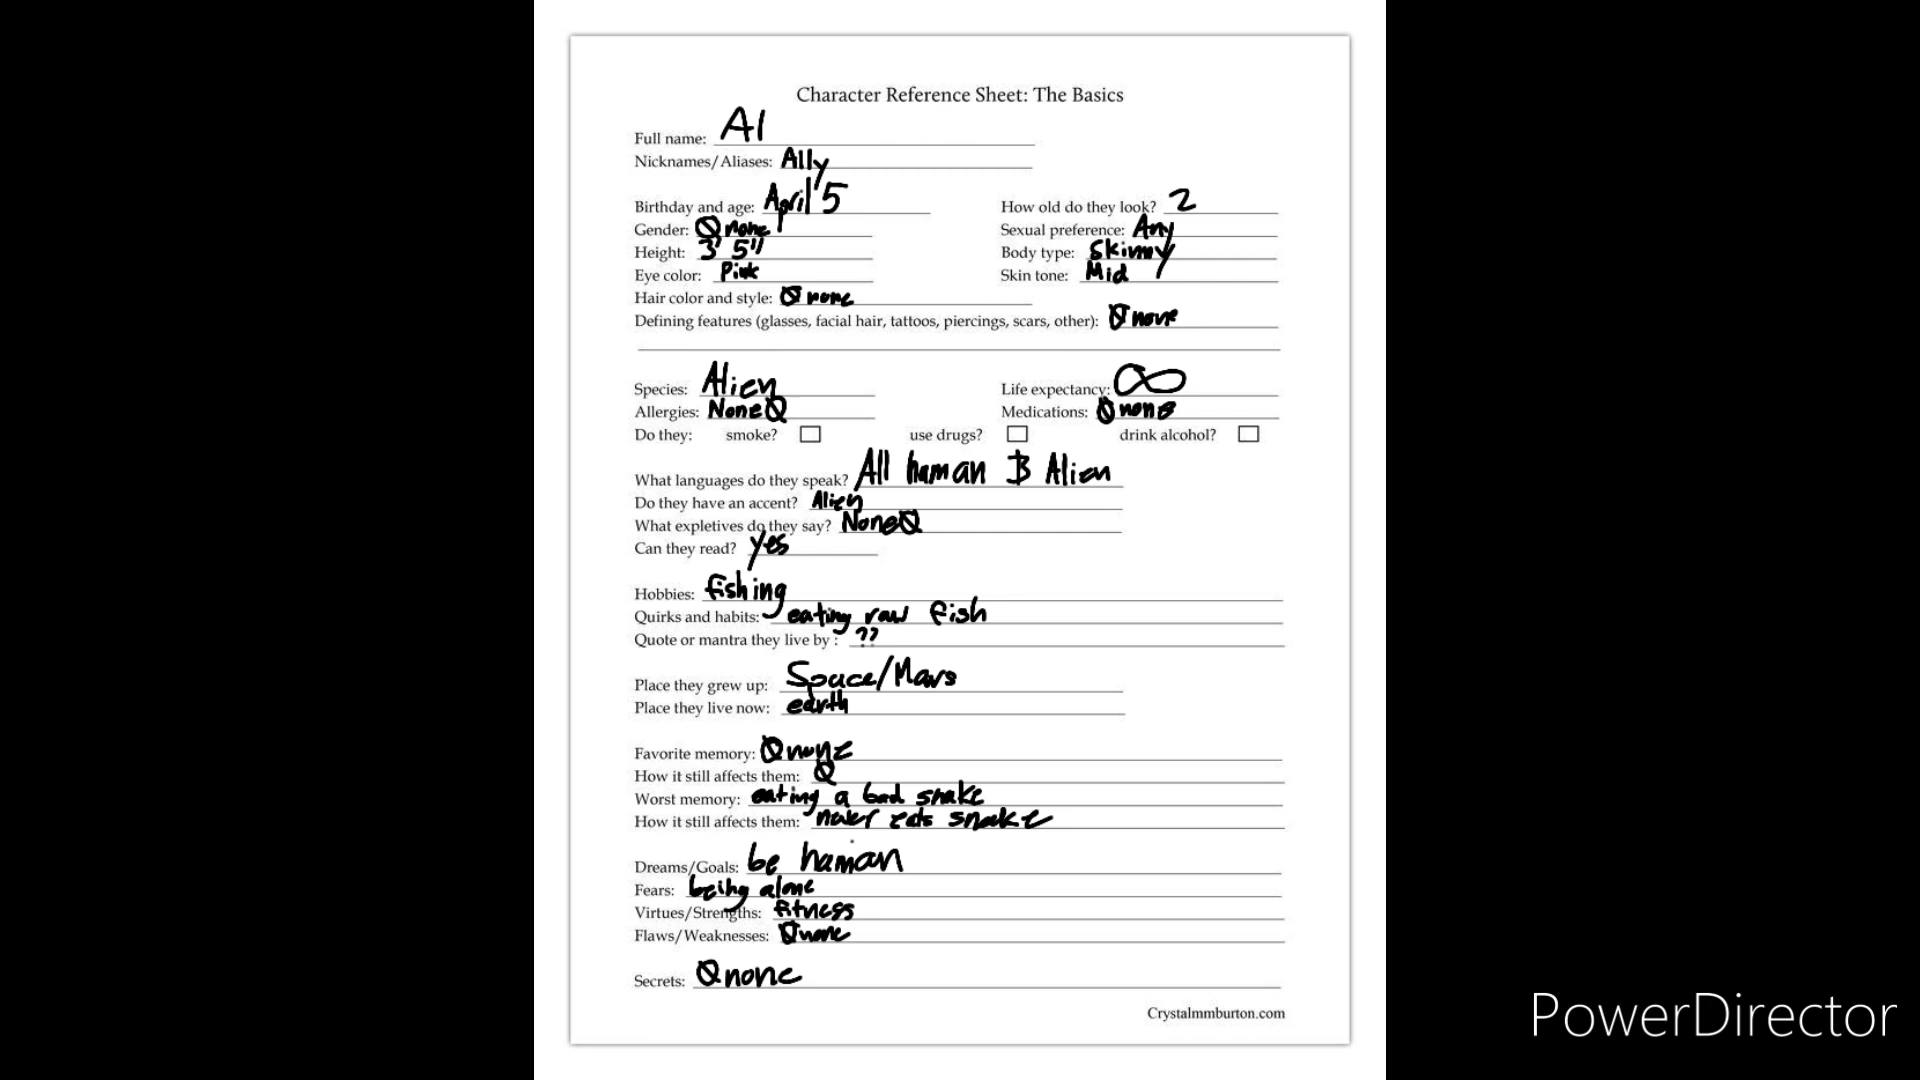 Character Reference Sheet: The Basics
Full name: Al
Nicknames/Aliases: Ally
Birthday and age: April 5 How old do they look? 2
Gender: Ø none Sexual preference: Any
Height: 3' 5" Body type: Skinny
Eye color: Pink Skin tone: Mid
Hair color and style: Ø none
Defining features (glasses, facial hair, tattoos, piercings, scars, other): Ø none
Species: Alien Life expectancy: ∞
Allergies: None Ø Medications: Ø none
Do they: smoke? use drugs? drink alcohol?
What languages do they speak? All human & Alien
Do they have an accent? Alien
What expletives do they say? None Ø
Can they read? yes
Hobbies: fishing
Quirks and habits: eating raw fish
Quote or mantra they live by : ??
Place they grew up: Space/Mars
Place they live now: earth
Favorite memory: Ø none
How it still affects them: Ø
Worst memory: eating a bad snake
How it still affects them: never eats snake
Dreams/Goals: be human
Fears: being alone
Virtues/Strengths: fitness
Flaws/Weaknesses: Ø none
Secrets: Ø none
Crystalmmburton.com
PowerDirector